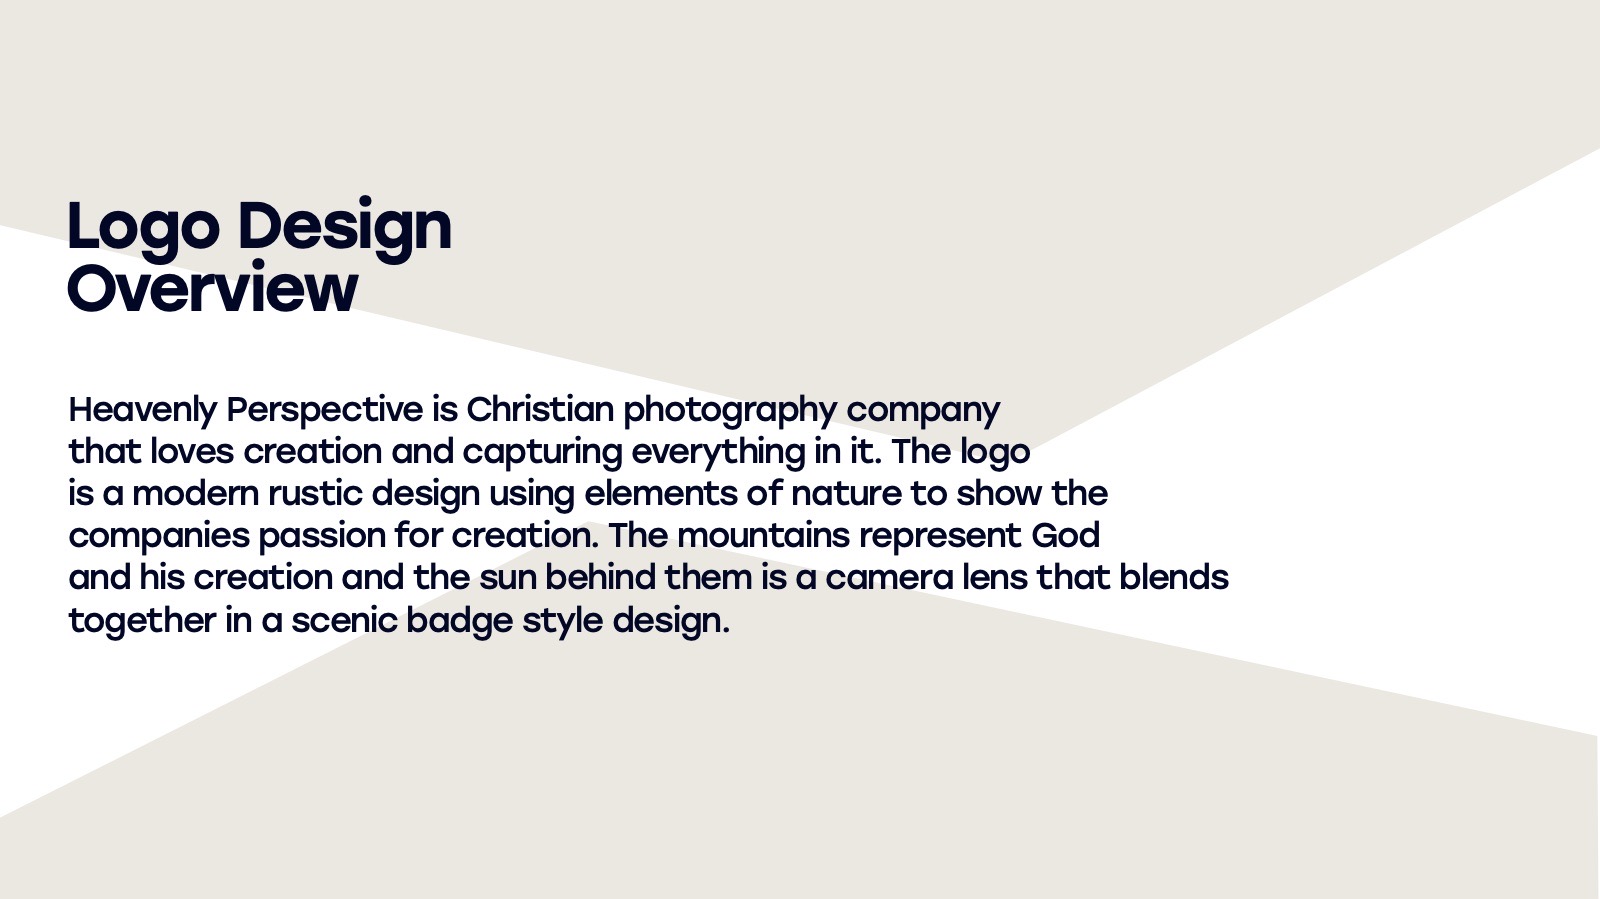 Logo Design
Overview
Heavenly Perspective is Christian photography company
that loves creation and capturing everything in it. The logo
is a modern rustic design using elements of nature to show the
companies passion for creation. The mountains represent God
and his creation and the sun behind them is a camera lens that blends
together in a scenic badge style design.